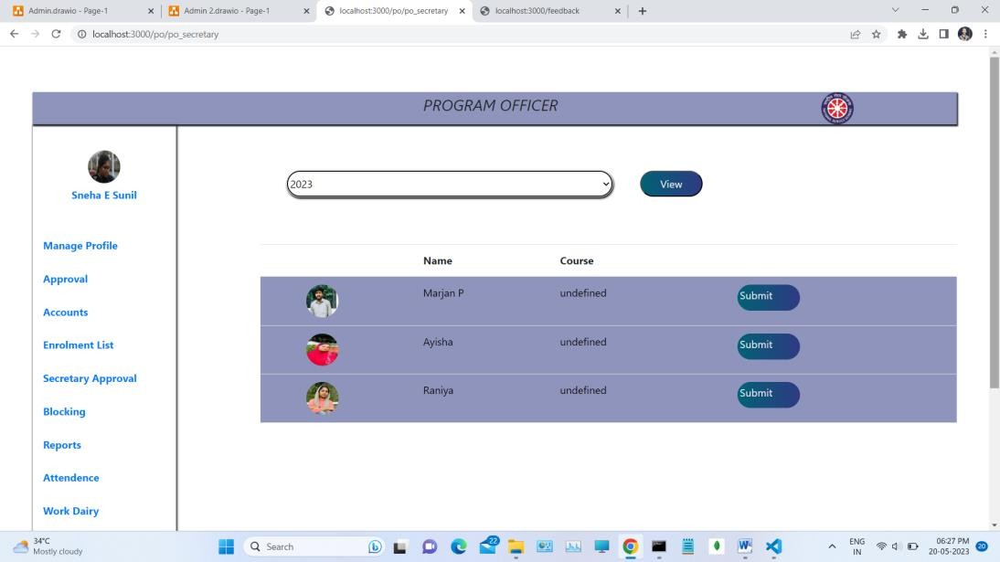 Admin.drawio - Page-1
Admin 2.drawio - Page-1
localhost:3000/po/po_secretary
localhost:3000/feedback
localhost:3000/po/po_secretary
PROGRAM OFFICER
Sneha E Sunil
2023
View
Manage Profile
Approval
Accounts
Enrolment List
Secretary Approval
Blocking
Reports
Attendence
Work Dairy
Name Course
Marjan P undefined Submit
Ayisha undefined Submit
Raniya undefined Submit
34°C
Mostly cloudy
Search
22
ENG
IN
06:27 PM
20-05-2023
20